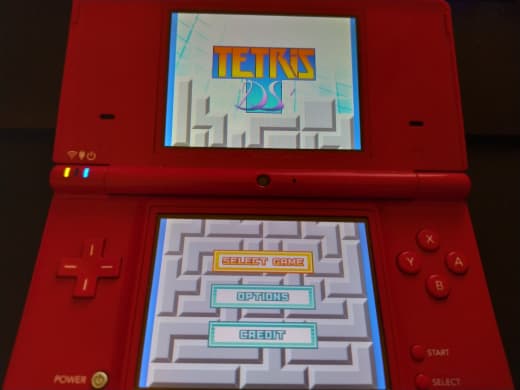 TETRIS
DS
SELECT GAME
OPTIONS
CREDIT
X
Y
A
B
START
POWER
SELECT